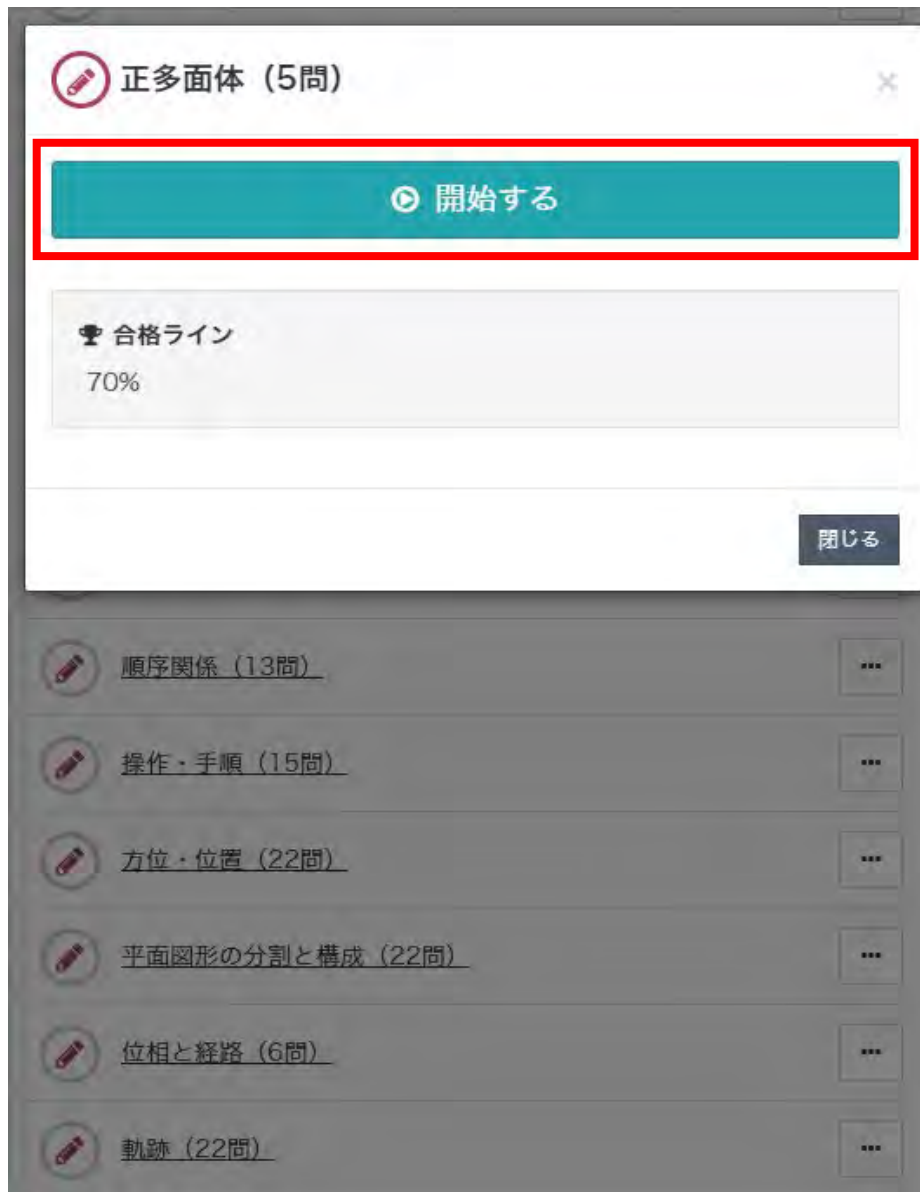 正多面体（5問）
×
開始する
合格ライン
70%
閉じる
順序関係（13問）
...
操作・手順（15問）
...
方位・位置（22問）
...
平面図形の分割と構成（22問）
...
位相と経路（6問）
...
軌跡（22問）
...